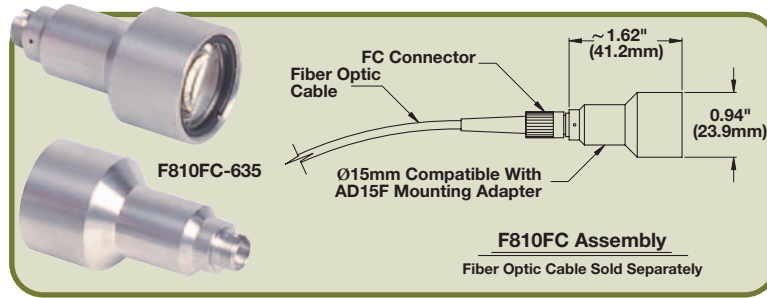 ~1.62"
(41.2mm)
FC Connector
Fiber Optic
Cable
0.94"
(23.9mm)
F810FC-635
Ø15mm Compatible With
AD15F Mounting Adapter
F810FC Assembly
Fiber Optic Cable Sold Separately